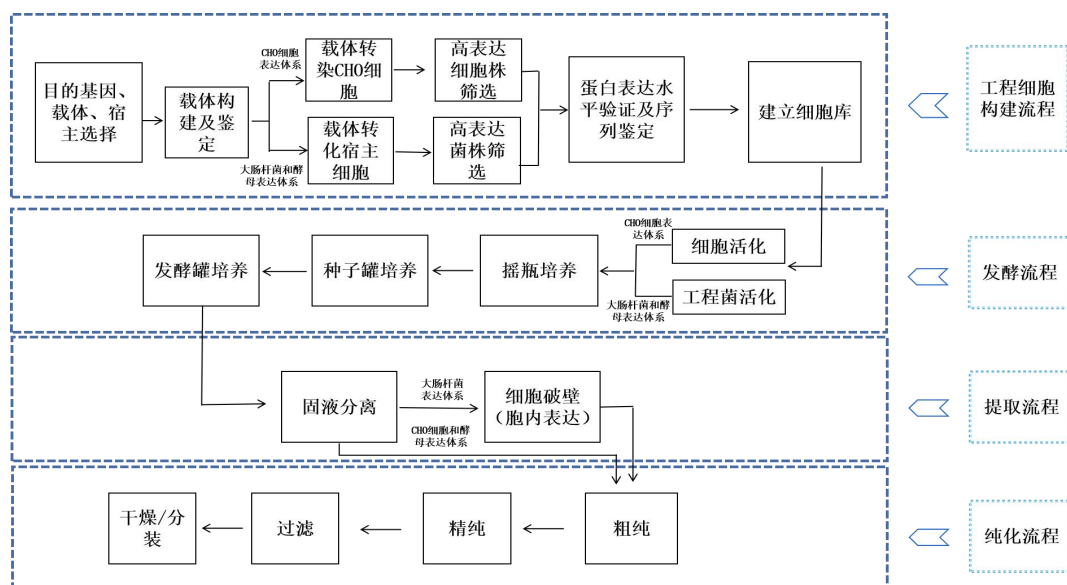 目的基因、
载体、宿
主选择
载体构
建及鉴
定
CHO细胞
表达体系
载体转
染CHO细
胞
高表达
细胞株
筛选
大肠杆菌和酵
母表达体系
载体转
化宿主
细胞
高表达
菌株筛
选
蛋白表达水
平验证及序
列鉴定
建立细胞库
工程细胞
构建流程
CHO细胞表
达体系
细胞活化
大肠杆菌和酵
母表达体系
工程菌活化
摇瓶培养
种子罐培养
发酵罐培养
发酵流程
固液分离
大肠杆菌
表达体系
CHO细胞和酵
母表达体系
细胞破壁
（胞内表达）
提取流程
粗纯
精纯
过滤
干燥/分
装
纯化流程